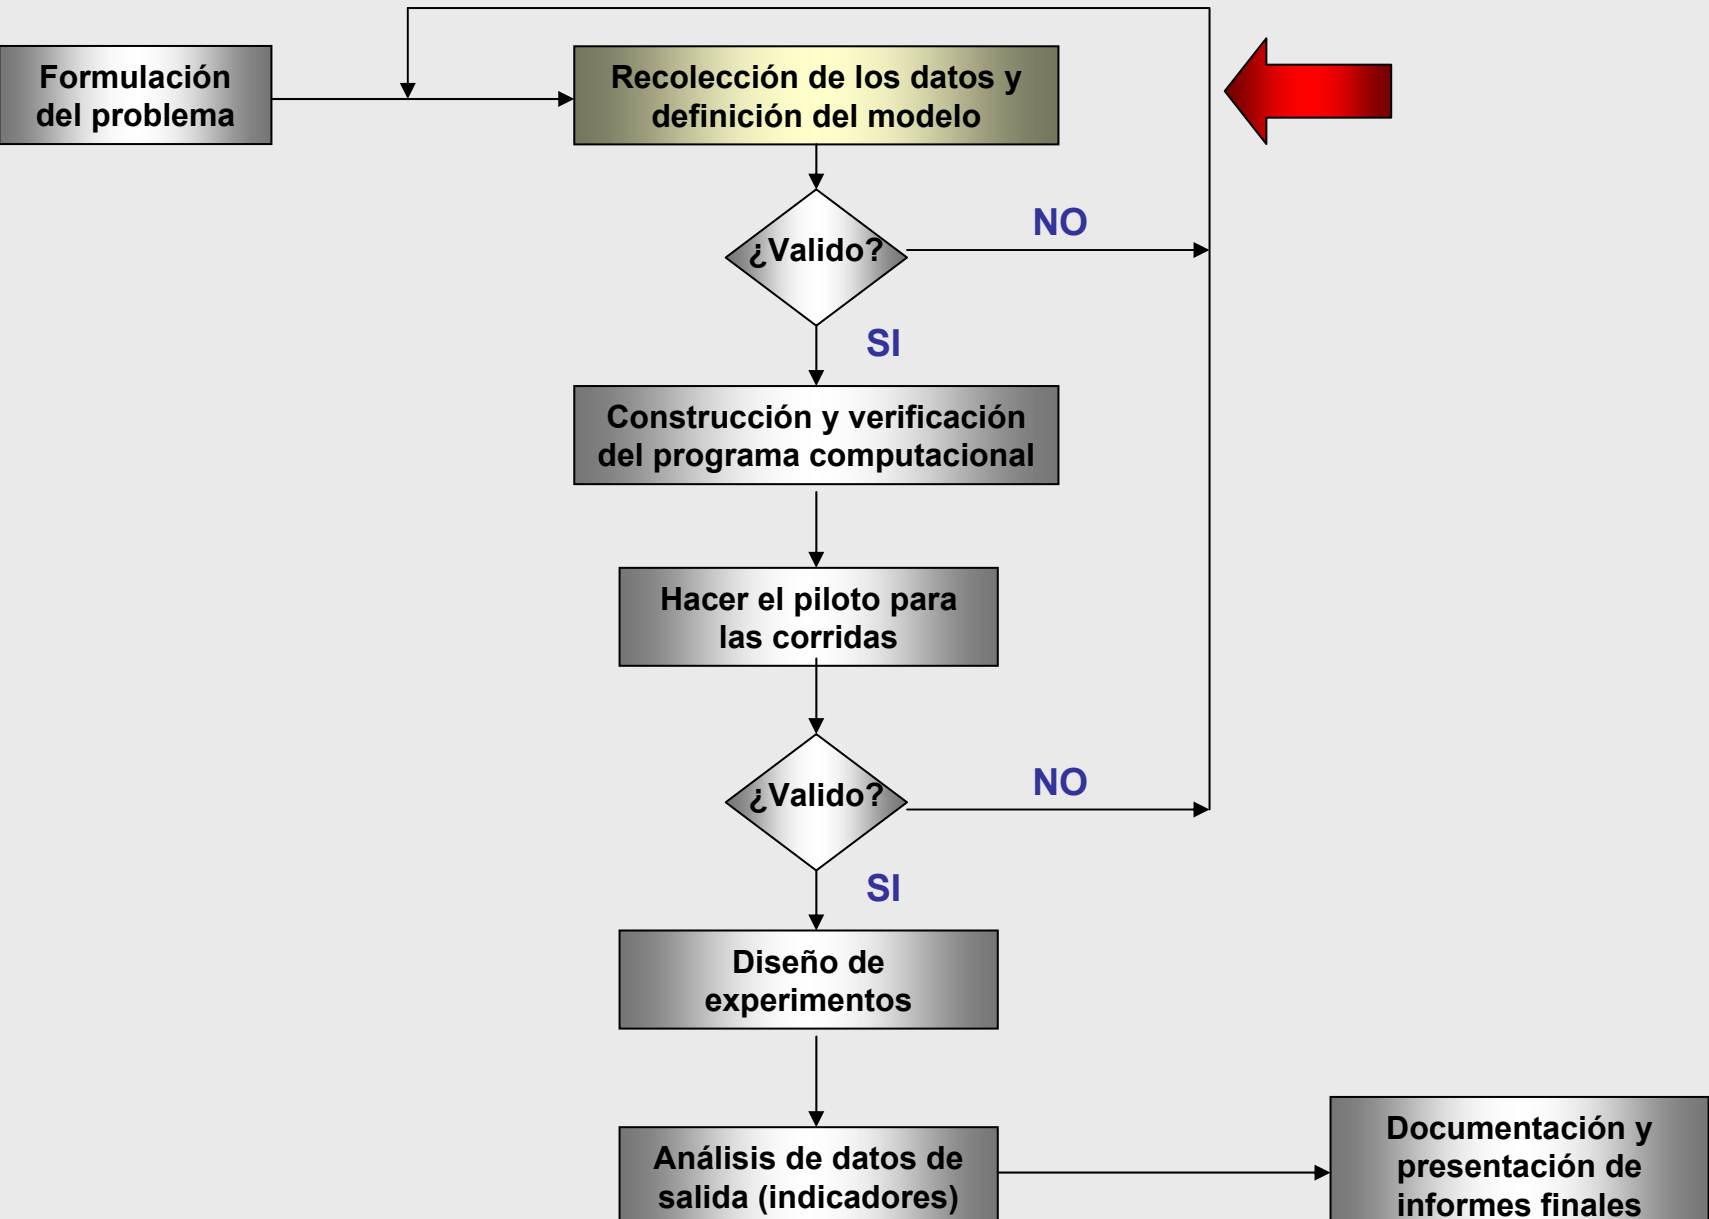 Formulación
del problema
Recolección de los datos y
definición del modelo
¿Valido?
NO
SI
Construcción y verificación
del programa computacional
Hacer el piloto para
las corridas
¿Valido?
NO
SI
Diseño de
experimentos
Análisis de datos de
salida (indicadores)
Documentación y
presentación de
informes finales